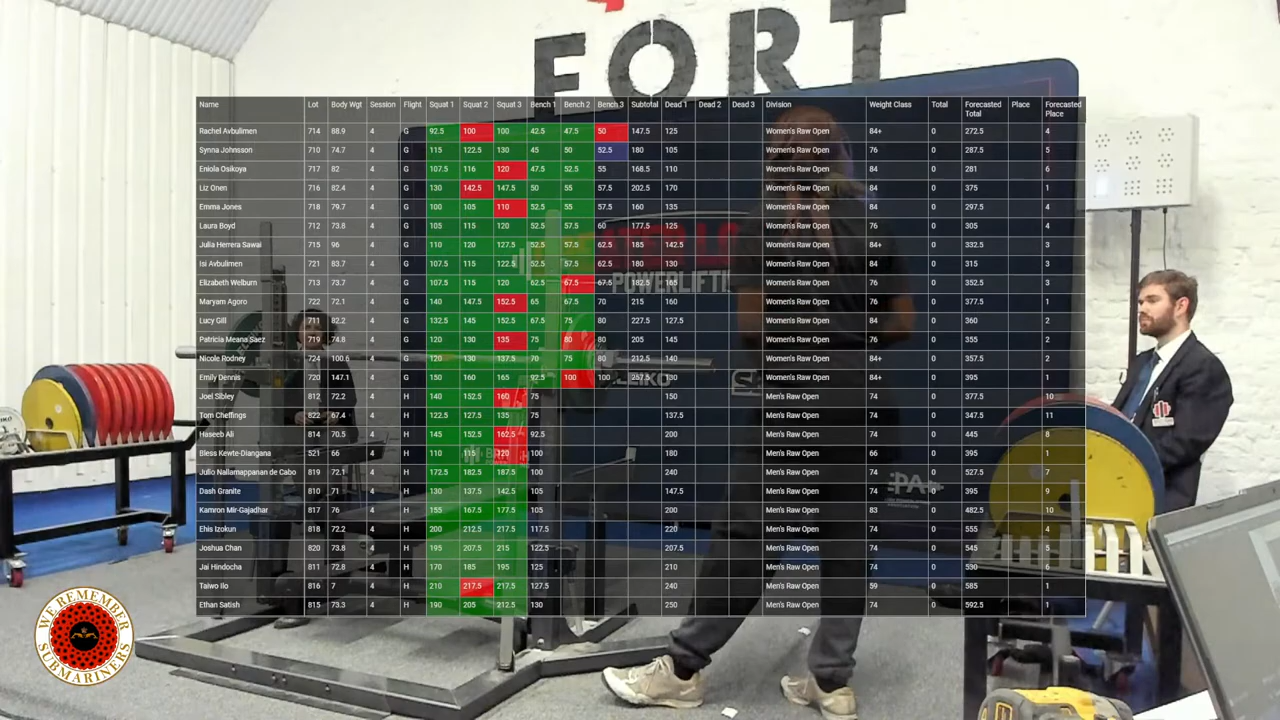 FORT
Name Lot Body Wgt Session Flight Squat 1 Squat 2 Squat 3 Bench 1 Bench 2 Bench 3 Subtotal Dead 1 Dead 2 Dead 3 Division Weight Class Total Forecasted Total Place Forecasted Place
Rachel Avbulimen 714 88.9 4 G 92.5 100 100 42.5 47.5 50 147.5 125 Women's Raw Open 84+ 0 272.5 4
Synna Johnsson 710 74.7 4 G 115 122.5 130 45 50 52.5 180 105 Women's Raw Open 76 0 287.5 5
Eniola Osikoya 717 82 4 G 107.5 116 120 47.5 52.5 55 168.5 110 Women's Raw Open 84 0 281 6
Liz Onen 716 82.4 4 G 130 142.5 147.5 50 55 57.5 202.5 170 Women's Raw Open 84 0 375 1
Emma Jones 718 79.7 4 G 100 105 110 52.5 55 57.5 160 135 Women's Raw Open 84 0 297.5 4
Laura Boyd 712 73.8 4 G 105 115 120 52.5 57.5 60 177.5 125 Women's Raw Open 76 0 305 4
Julia Herrera Sawai 715 96 4 G 110 120 127.5 52.5 57.5 62.5 185 142.5 Women's Raw Open 84+ 0 332.5 3
Isi Avbulimen 721 83.7 4 G 107.5 115 122.5 52.5 57.5 62.5 180 130 Women's Raw Open 84 0 315 3
Elizabeth Welburn 713 73.7 4 G 107.5 115 120 62.5 67.5 67.5 182.5 165 Women's Raw Open 76 0 352.5 3
Maryam Agoro 722 72.1 4 G 140 147.5 152.5 65 67.5 70 215 160 Women's Raw Open 76 0 377.5 1
Lucy Gill 711 82.2 4 G 132.5 145 152.5 67.5 75 80 227.5 127.5 Women's Raw Open 84 0 360 2
Patricia Meana Saez 719 74.8 4 G 120 130 135 75 80 80 205 145 Women's Raw Open 76 0 355 2
Nicole Rodney 724 100.6 4 G 120 130 137.5 70 75 80 212.5 140 Women's Raw Open 84+ 0 357.5 2
Emily Dennis 720 147.1 4 G 150 160 165 92.5 100 100 257.5 130 Women's Raw Open 84+ 0 395 1
Joel Sibley 812 72.2 4 H 140 152.5 160 75 150 Men's Raw Open 74 0 377.5 10
Tom Cheffings 822 67.4 4 H 122.5 127.5 135 75 137.5 Men's Raw Open 74 0 347.5 11
Haseeb Ali 814 70.5 4 H 145 152.5 162.5 92.5 200 Men's Raw Open 74 0 445 8
Bless Kewte-Diangana 521 66 4 H 110 115 120 100 180 Men's Raw Open 66 0 395 1
Julio Nallamappanan de Cabo 819 72.1 4 H 172.5 182.5 187.5 100 240 Men's Raw Open 74 0 527.5 7
Dash Granite 810 71 4 H 130 137.5 142.5 105 147.5 Men's Raw Open 74 0 395 9
Kamron Mir-Gajadhar 817 76 4 H 155 167.5 177.5 105 200 Men's Raw Open 83 0 482.5 10
Ehis Izokun 818 72.2 4 H 200 212.5 217.5 117.5 220 Men's Raw Open 74 0 555 4
Joshua Chan 820 73.8 4 H 195 207.5 215 122.5 207.5 Men's Raw Open 74 0 545 5
Jai Hindocha 811 72.8 4 H 170 185 195 125 210 Men's Raw Open 74 0 530 6
Taiwo Ilo 816 7 4 H 210 217.5 217.5 127.5 240 Men's Raw Open 59 0 585 1
Ethan Satish 815 73.3 4 H 190 205 212.5 130 250 Men's Raw Open 74 0 592.5 1
POWERLIFTI
ELEIKO
WE REMEMBER
SUBMARINERS